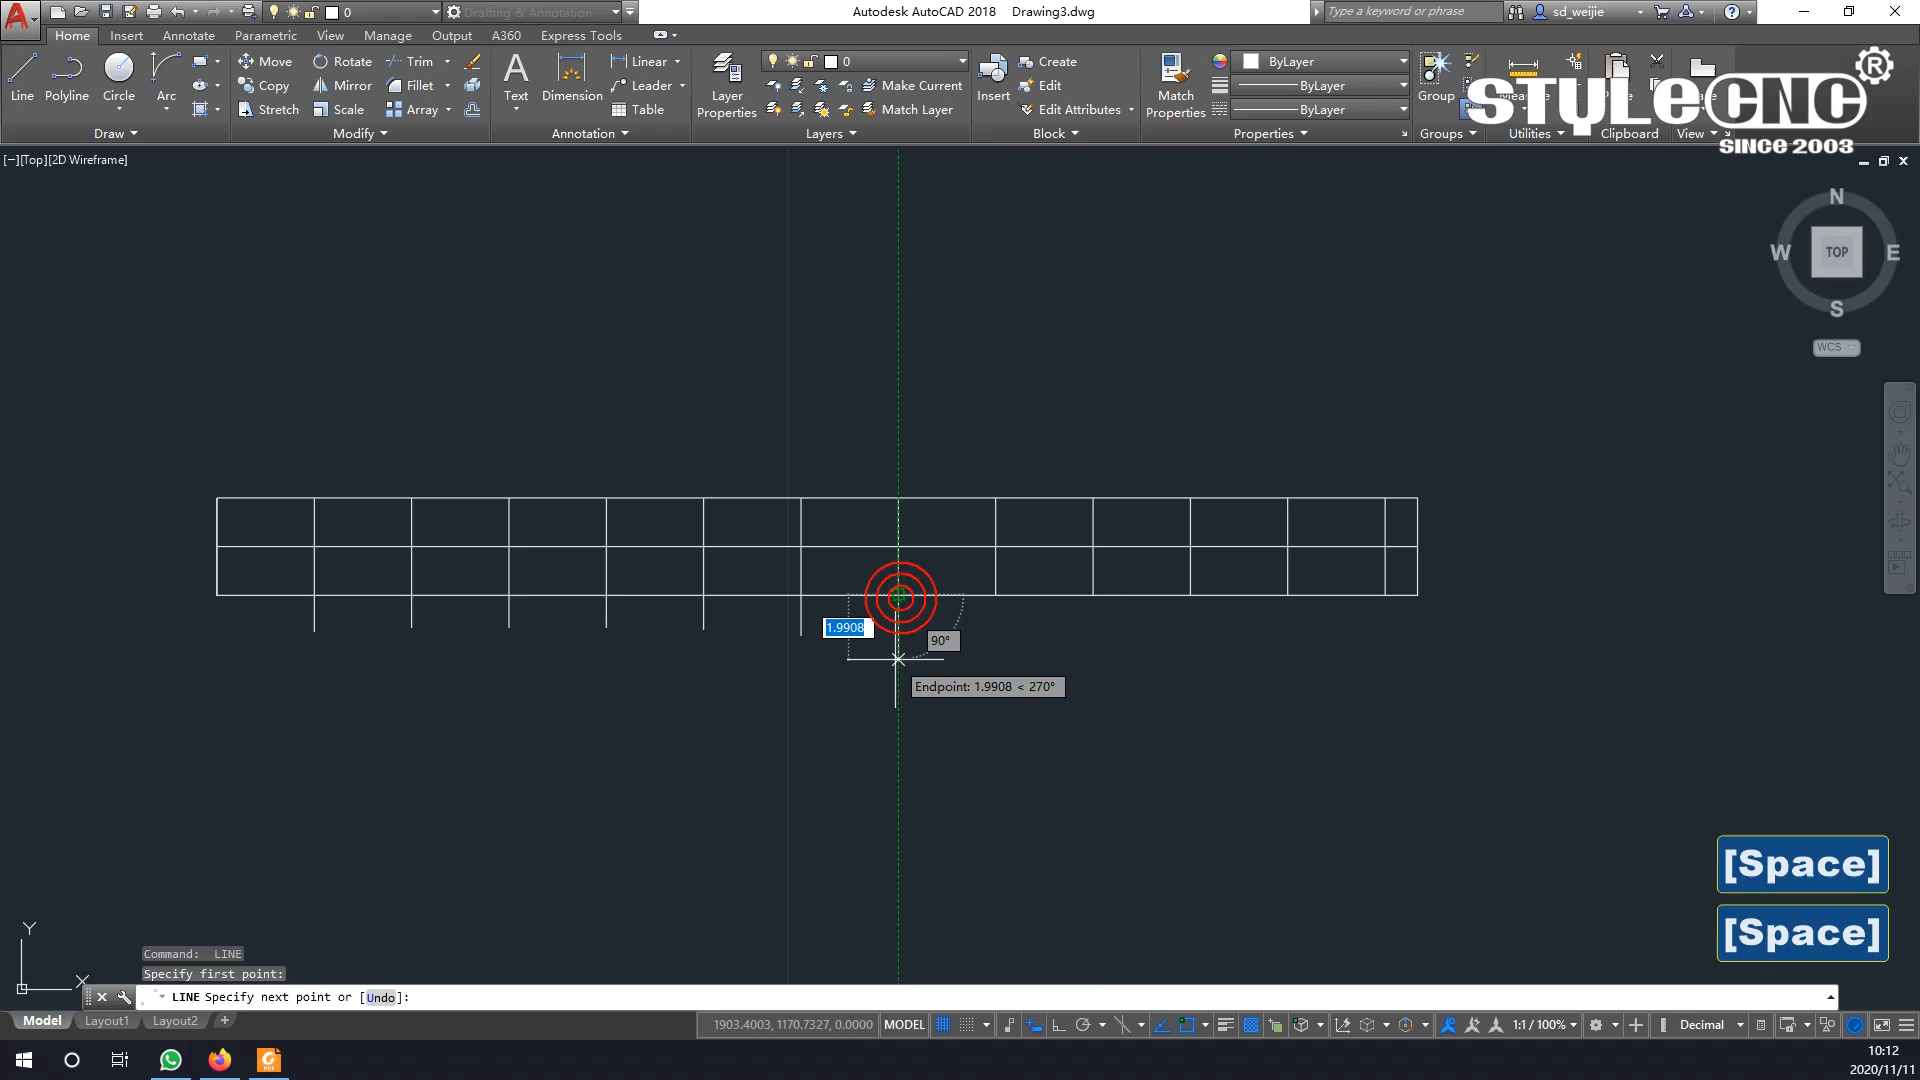 0
Drafting & Annotation
Autodesk AutoCAD 2018 Drawing3.dwg
Type a keyword or phrase
sd_weijie
Home Insert Annotate Parametric View Manage Output A360 Express Tools
Line
Polyline
Circle
Arc
Draw
Move Rotate Trim
Copy Mirror Fillet
Stretch Scale Array
Modify
Text
Dimension
Linear
Leader
Table
Annotation
Layer
Properties
0
Make Current
Match Layer
Layers
Insert
Create
Edit
Edit Attributes
Block
Match
Properties
ByLayer
ByLayer
ByLayer
Properties
Group
Groups
Utilities
Clipboard
View
STYLECNC®
SINCE 2003
[−][Top][2D Wireframe]
N
W TOP E
S
WCS
1.9908
90°
Endpoint: 1.9908 < 270°
[Space]
[Space]
Y
X
Command: LINE
Specify first point:
LINE Specify next point or [Undo]:
Model Layout1 Layout2 +
1903.4003, 1170.7327, 0.0000 MODEL
1:1 / 100%
Decimal
10:12
2020/11/11